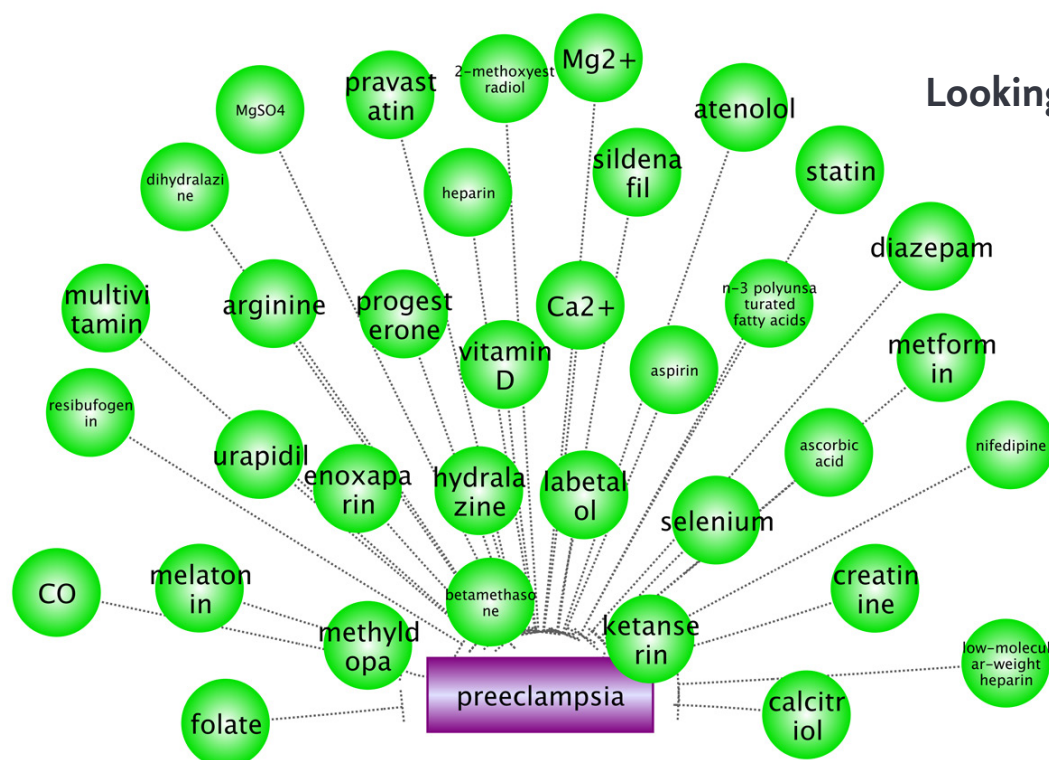 Looking
Mg2+
2-methoxyest
radiol
pravast
atin
MgSO4
atenolol
sildena
fil
statin
dihydralazi
ne
heparin
diazepam
multivi
tamin
arginine
progest
erone
Ca2+
n-3 polyunsa
turated
fatty acids
vitamin
D
aspirin
metform
in
resibufogen
in
urapidil
enoxapa
rin
hydrala
zine
labetal
ol
ascorbic
acid
nifedipine
selenium
CO
melaton
in
betamethaso
ne
creatin
ine
methyld
opa
ketanse
rin
low-molecul
ar-weight
heparin
folate
preeclampsia
calcitr
iol